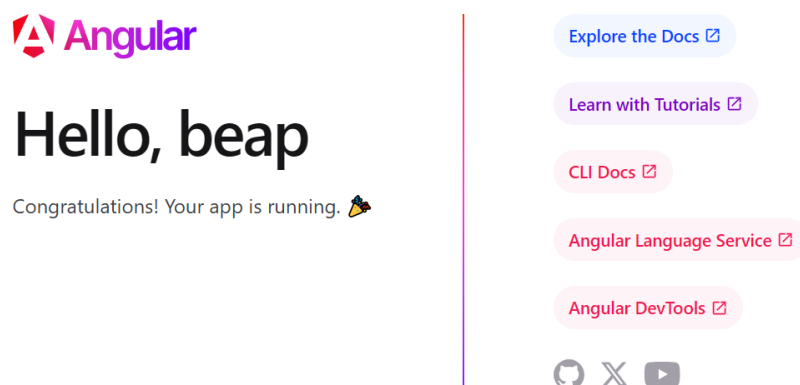 Angular
Hello, beap
Congratulations! Your app is running. 🎉
Explore the Docs
Learn with Tutorials
CLI Docs
Angular Language Service
Angular DevTools